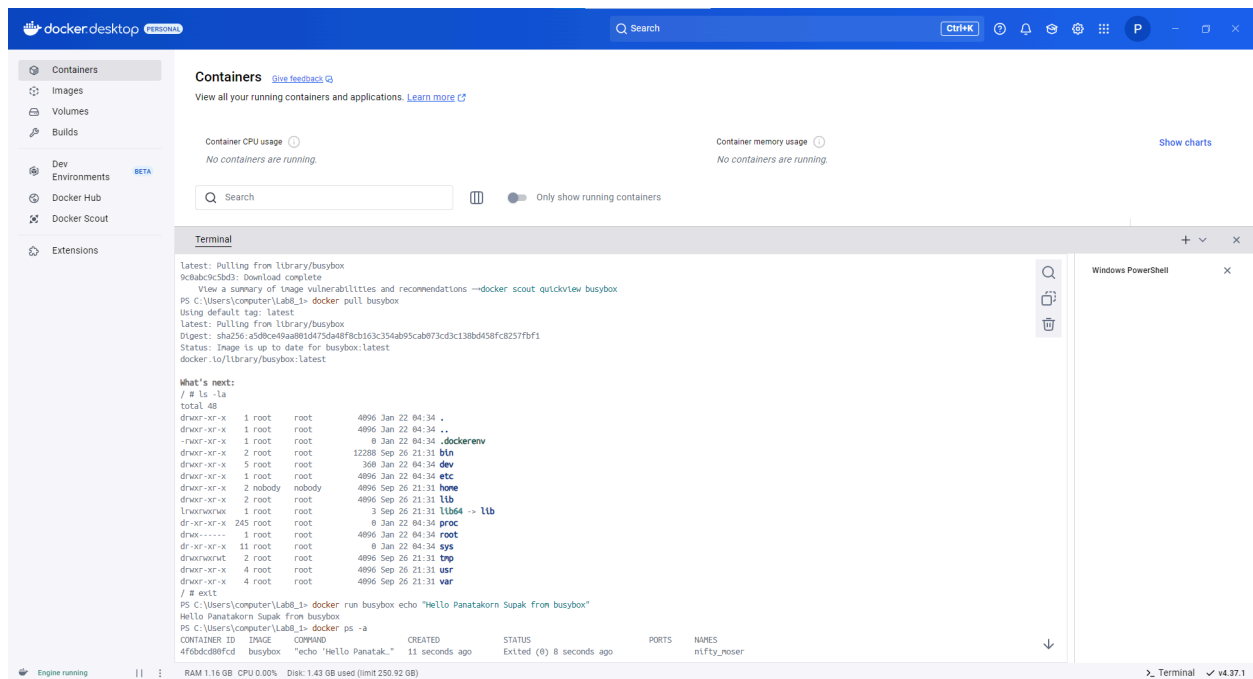 docker.desktop PERSONAL
Search
Ctrl+K
P
Containers
Images
Volumes
Builds
Dev
Environments
BETA
Docker Hub
Docker Scout
Extensions
Containers Give feedback
View all your running containers and applications. Learn more
Container CPU usage
No containers are running.
Container memory usage
No containers are running.
Show charts
Search
Only show running containers
Terminal
latest: Pulling from library/busybox
9c0abc9c5bd3: Download complete
View a summary of image vulnerabilities and recommendations →docker scout quickview busybox
PS C:\Users\computer\Lab8_1> docker pull busybox
Using default tag: latest
latest: Pulling from library/busybox
Digest: sha256:a5d0ce49aa801d475da48f8cb163c354ab95cab073cd3c138bd458fc8257fbf1
Status: Image is up to date for busybox:latest
docker.io/library/busybox:latest
What's next:
/ # ls -la
total 48
drwxr-xr-x 1 root root 4096 Jan 22 04:34 .
drwxr-xr-x 1 root root 4096 Jan 22 04:34 ..
-rwxr-xr-x 1 root root 0 Jan 22 04:34 .dockerenv
drwxr-xr-x 2 root root 12288 Sep 26 21:31 bin
drwxr-xr-x 5 root root 360 Jan 22 04:34 dev
drwxr-xr-x 1 root root 4096 Jan 22 04:34 etc
drwxr-xr-x 2 nobody nobody 4096 Sep 26 21:31 home
drwxr-xr-x 2 root root 4096 Sep 26 21:31 lib
lrwxrwxrwx 1 root root 3 Sep 26 21:31 lib64 -> lib
dr-xr-xr-x 245 root root 0 Jan 22 04:34 proc
drwx------ 1 root root 4096 Jan 22 04:34 root
dr-xr-xr-x 11 root root 0 Jan 22 04:34 sys
drwxrwxrwt 2 root root 4096 Sep 26 21:31 tmp
drwxr-xr-x 4 root root 4096 Sep 26 21:31 usr
drwxr-xr-x 4 root root 4096 Sep 26 21:31 var
/ # exit
PS C:\Users\computer\Lab8_1> docker run busybox echo "Hello Panatakorn Supak from busybox"
Hello Panatakorn Supak from busybox
PS C:\Users\computer\Lab8_1> docker ps -a
CONTAINER ID IMAGE COMMAND CREATED STATUS PORTS NAMES
4f6bdcd80fcd busybox "echo 'Hello Panatak…" 11 seconds ago Exited (0) 8 seconds ago nifty_moser
Windows PowerShell
Engine running
RAM 1.16 GB CPU 0.00% Disk: 1.43 GB used (limit 250.92 GB)
Terminal
v4.37.1